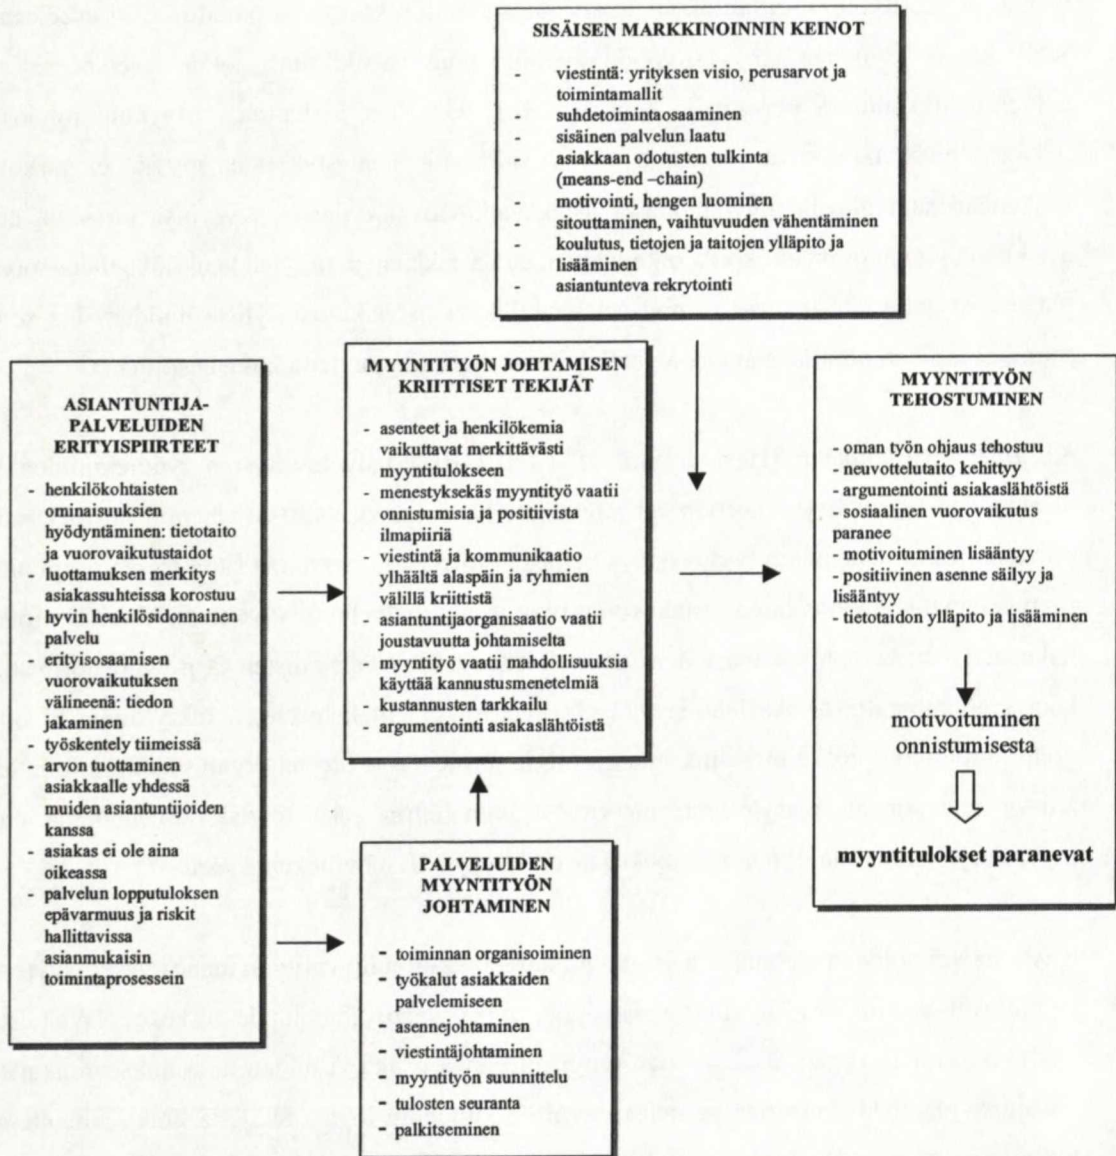 SISÄISEN MARKKINOINNIN KEINOT
- viestintä: yrityksen visio, perusarvot ja
toimintamallit
- suhdetoimintaosaaminen
- sisäinen palvelun laatu
- asiakkaan odotusten tulkinta
(means-end –chain)
- motivointi, hengen luominen
- sitouttaminen, vaihtuvuuden vähentäminen
- koulutus, tietojen ja taitojen ylläpito ja
lisääminen
- asiantunteva rekrytointi
ASIANTUNTIJA-
PALVELUIDEN
ERITYISPIIRTEET
- henkilökohtaisten
ominaisuuksien
hyödyntäminen: tietotaito
ja vuorovaikutustaidot
- luottamuksen merkitys
asiakassuhteissa korostuu
- hyvin henkilösidonnainen
palvelu
- erityisosaamisen
vuorovaikutuksen
välineenä: tiedon
jakaminen
- työskentely tiimeissä
- arvon tuottaminen
asiakkaalle yhdessä
muiden asiantuntijoiden
kanssa
- asiakas ei ole aina
oikeassa
- palvelun lopputuloksen
epävarmuus ja riskit
hallittavissa
asianmukaisin
toimintaprosessein
MYYNTITYÖN JOHTAMISEN
KRIITTISET TEKIJÄT
- asenteet ja henkilökemia
vaikuttavat merkittävästi
myyntitulokseen
- menestyksekäs myyntityö vaatii
onnistumisia ja positiivista
ilmapiiriä
- viestintä ja kommunikaatio
ylhäältä alaspäin ja ryhmien
välillä kriittistä
- asiantuntijaorganisaatio vaatii
joustavuutta johtamiselta
- myyntityö vaatii mahdollisuuksia
käyttää kannustusmenetelmiä
- kustannusten tarkkailu
- argumentointi asiakaslähtöistä
PALVELUIDEN
MYYNTITYÖN
JOHTAMINEN
- toiminnan organisoiminen
- työkalut asiakkaiden
palvelemiseen
- asennejohtaminen
- viestintäjohtaminen
- myyntityön suunnittelu
- tulosten seuranta
- palkitseminen
MYYNTITYÖN
TEHOSTUMINEN
- oman työn ohjaus tehostuu
- neuvottelutaito kehittyy
- argumentointi asiakaslähtöistä
- sosiaalinen vuorovaikutus
paranee
- motivoituminen lisääntyy
- positiivinen asenne säilyy ja
lisääntyy
- tietotaidon ylläpito ja lisääminen
motivoituminen
onnistumisesta
myyntitulokset paranevat